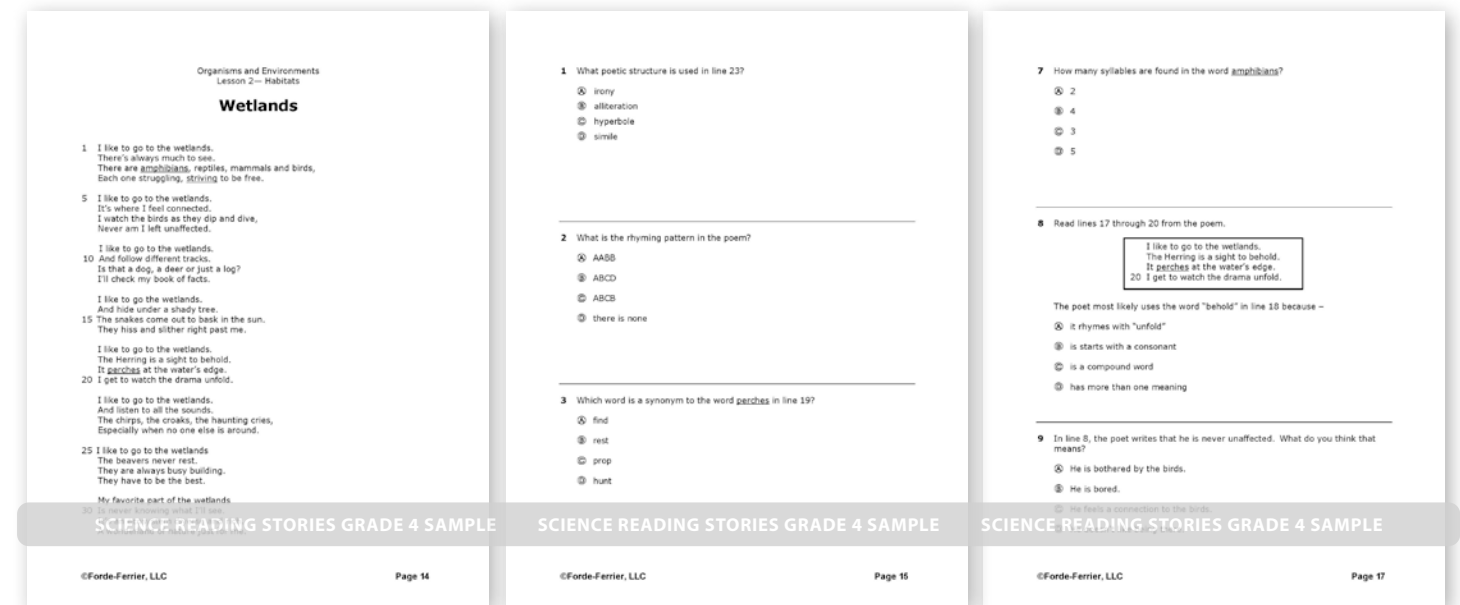 Organisms and Environments
Lesson 2— Habitats
Wetlands
1 I like to go to the wetlands.
There's always much to see.
There are amphibians, reptiles, mammals and birds,
Each one struggling, striving to be free.
5 I like to go to the wetlands.
It's where I feel connected.
I watch the birds as they dip and dive,
Never am I left unaffected.
I like to go to the wetlands.
10 And follow different tracks.
Is that a dog, a deer or just a log?
I'll check my book of facts.
I like to go the wetlands.
And hide under a shady tree.
15 The snakes come out to bask in the sun.
They hiss and slither right past me.
I like to go to the wetlands.
The Herring is a sight to behold.
It perches at the water's edge.
20 I get to watch the drama unfold.
I like to go to the wetlands.
And listen to all the sounds.
The chirps, the croaks, the haunting cries,
Especially when no one else is around.
25 I like to go to the wetlands
The beavers never rest.
They are always busy building.
They have to be the best.
My favorite part of the wetlands
30 Is never knowing what I'll see.
SCIENCE READING STORIES GRADE 4 SAMPLE
©Forde-Ferrier, LLC Page 14
1 What poetic structure is used in line 23?
A irony
B alliteration
C hyperbole
D simile
2 What is the rhyming pattern in the poem?
A AABB
B ABCD
C ABCB
D there is none
3 Which word is a synonym to the word perches in line 19?
A find
B rest
C prop
D hunt
SCIENCE READING STORIES GRADE 4 SAMPLE
©Forde-Ferrier, LLC Page 15
7 How many syllables are found in the word amphibians?
A 2
B 4
C 3
D 5
8 Read lines 17 through 20 from the poem.
I like to go to the wetlands.
The Herring is a sight to behold.
It perches at the water's edge.
20 I get to watch the drama unfold.
The poet most likely uses the word "behold" in line 18 because –
A it rhymes with "unfold"
B is starts with a consonant
C is a compound word
D has more than one meaning
9 In line 8, the poet writes that he is never unaffected. What do you think that
means?
A He is bothered by the birds.
B He is bored.
C He feels a connection to the birds.
SCIENCE READING STORIES GRADE 4 SAMPLE
©Forde-Ferrier, LLC Page 17